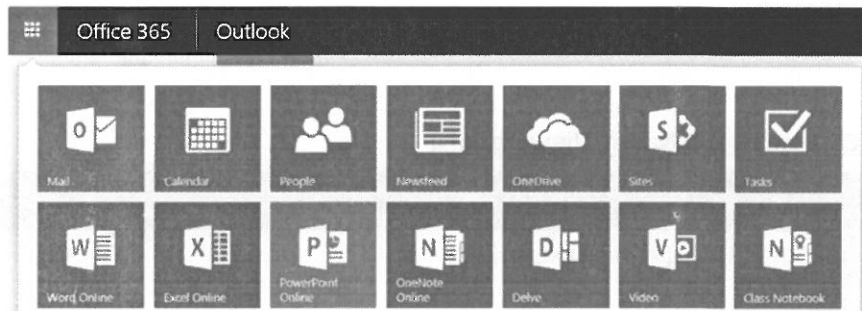 Office 365 Outlook
O
S
Mail Calendar People Newsfeed OneDrive Sites Tasks
W X P N D V N
PowerPoint OneNote
Word Online Excel Online Online Online Delve Video Class Notebook